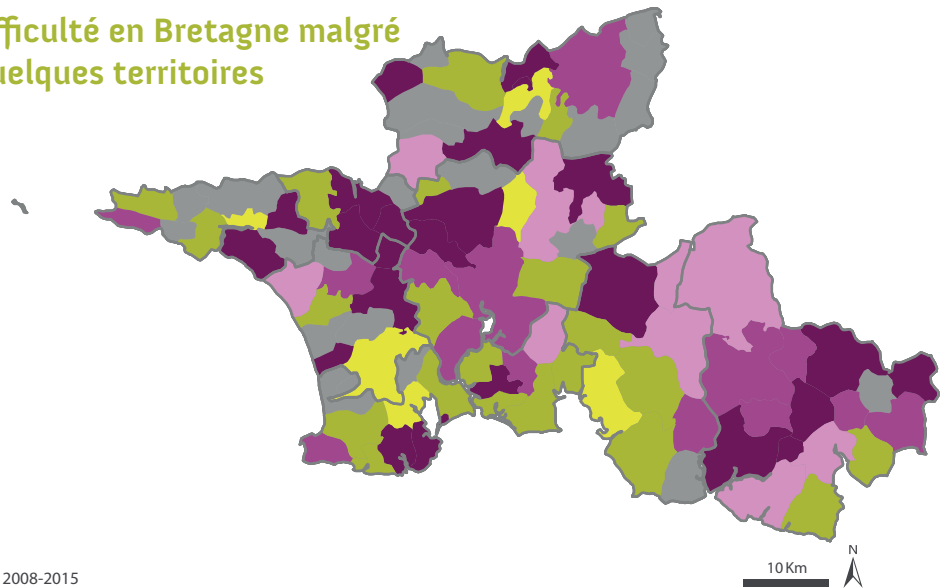 fficulté en Bretagne malgré
uelques territoires
2008-2015
N
10 Km